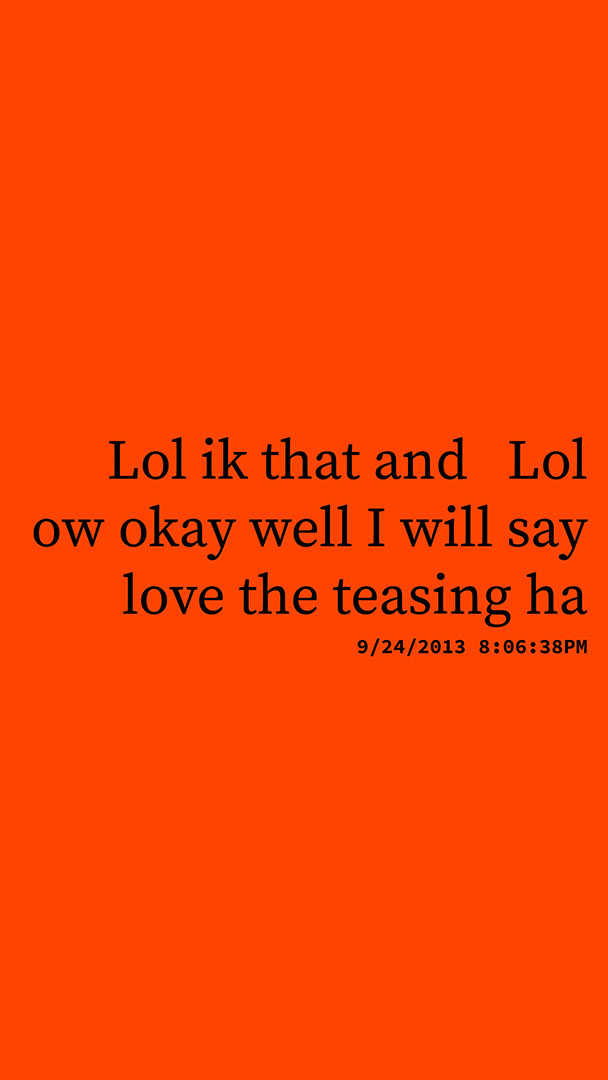 Lol ik that and   Lol
ow okay well I will say
love the teasing ha
9/24/2013 8:06:38PM